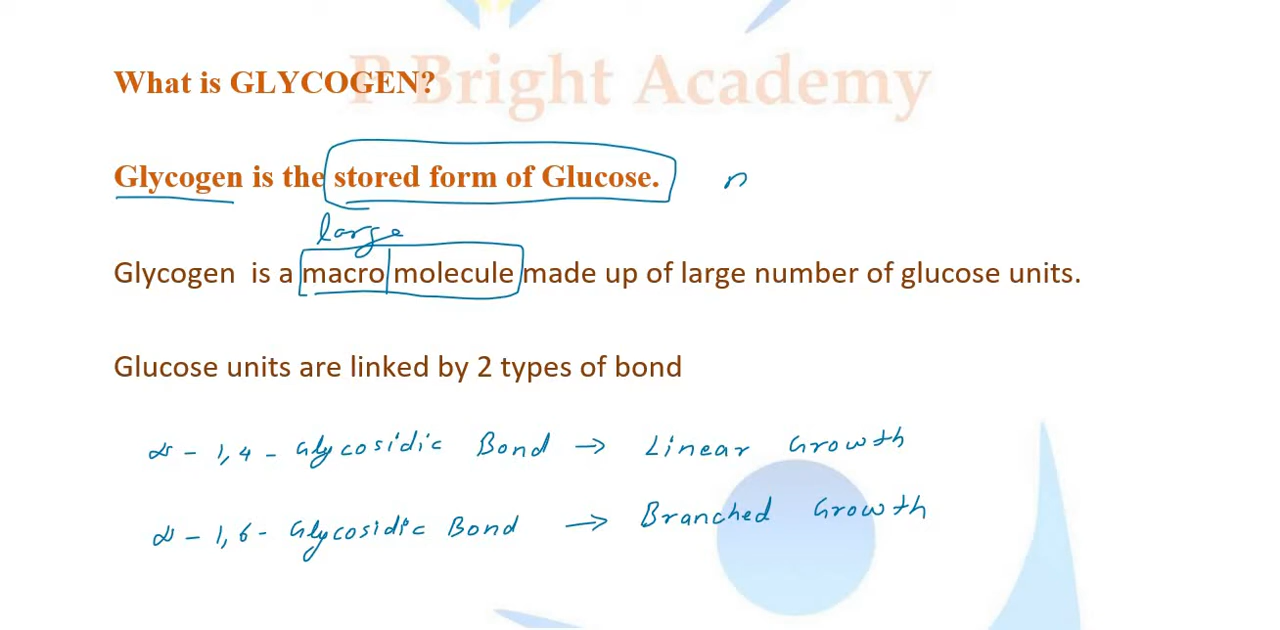 P Bright Academy
What is GLYCOGEN?
Glycogen is the stored form of Glucose.
n
large
Glycogen is a macro molecule made up of large number of glucose units.
Glucose units are linked by 2 types of bond
α - 1,4 - Glycosidic Bond → Linear Growth
α - 1,6 - Glycosidic Bond → Branched Growth